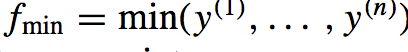 f_min = min(y^(1), ... , y^(n))